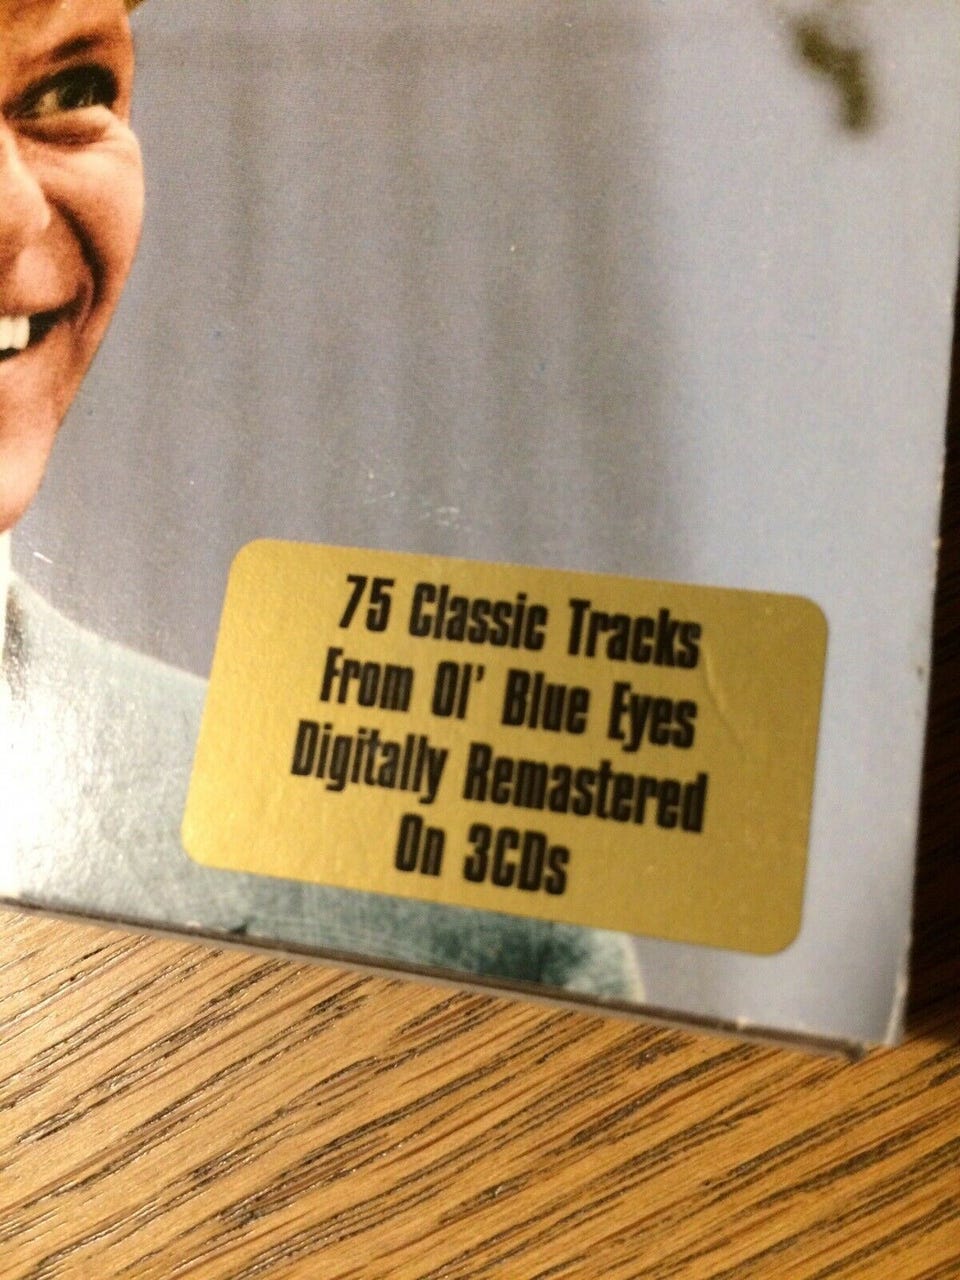 75 Classic Tracks
From Ol' Blue Eyes
Digitally Remastered
On 3CDs